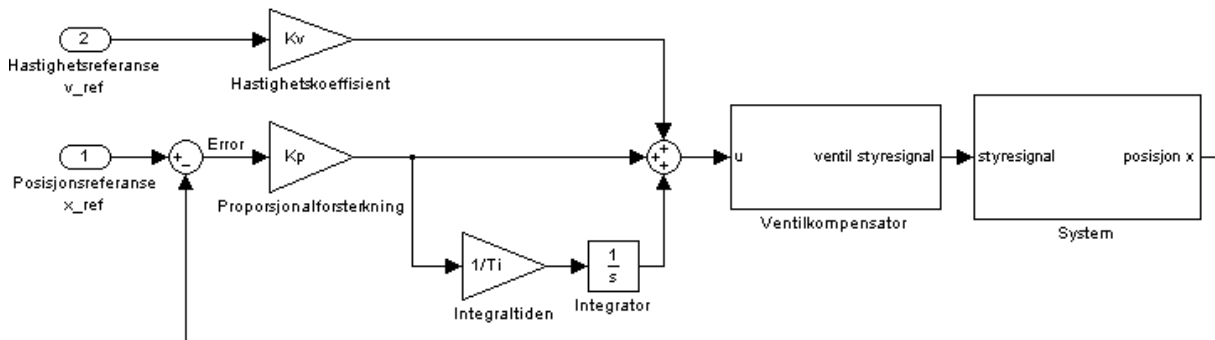 2
Hastighetsreferanse
v_ref
Kv
Hastighetskoeffisient
1
Posisjonsreferanse
x_ref
+
−
Error
Kp
Proporsjonalforsterkning
1/Ti
Integraltiden
1
s
Integrator
+
+
+
u
ventil styresignal
Ventilkompensator
styresignal
posisjon x
System